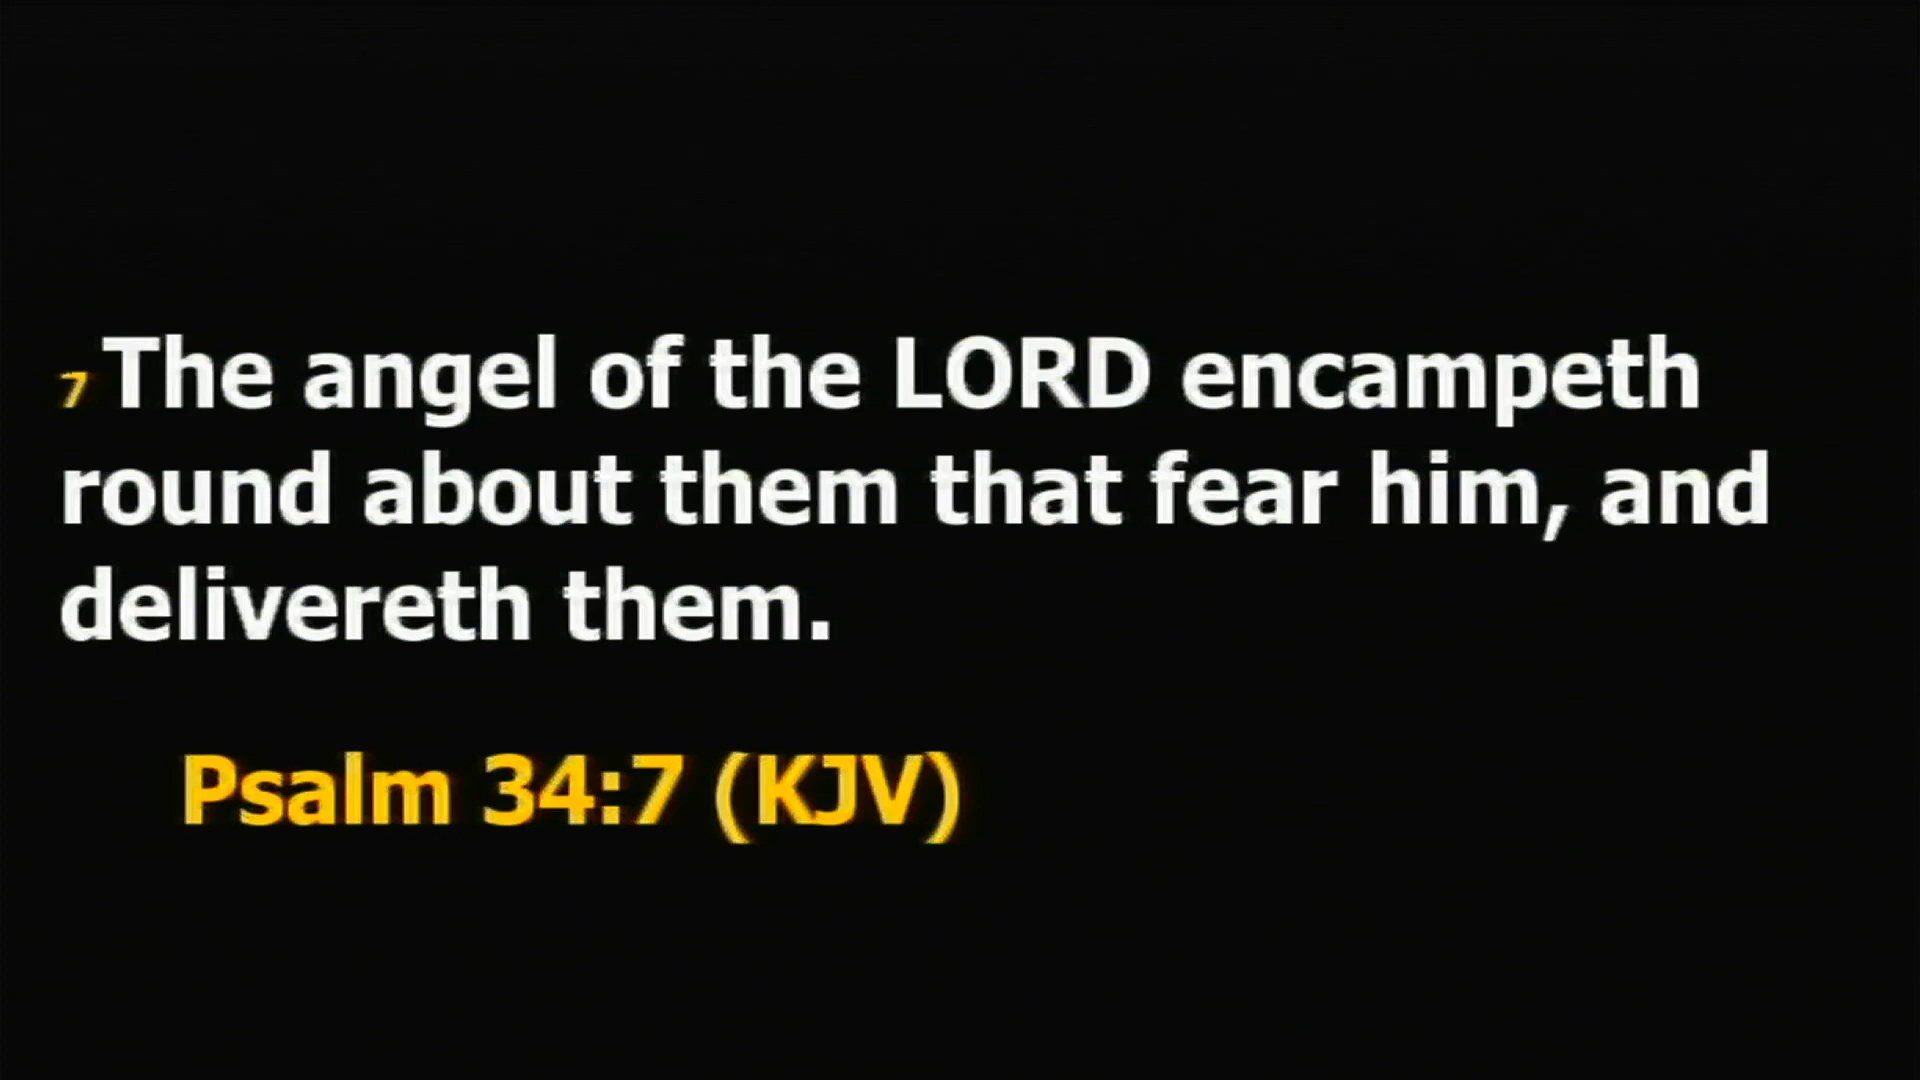 7 The angel of the LORD encampeth
round about them that fear him, and
delivereth them.
Psalm 34:7 (KJV)